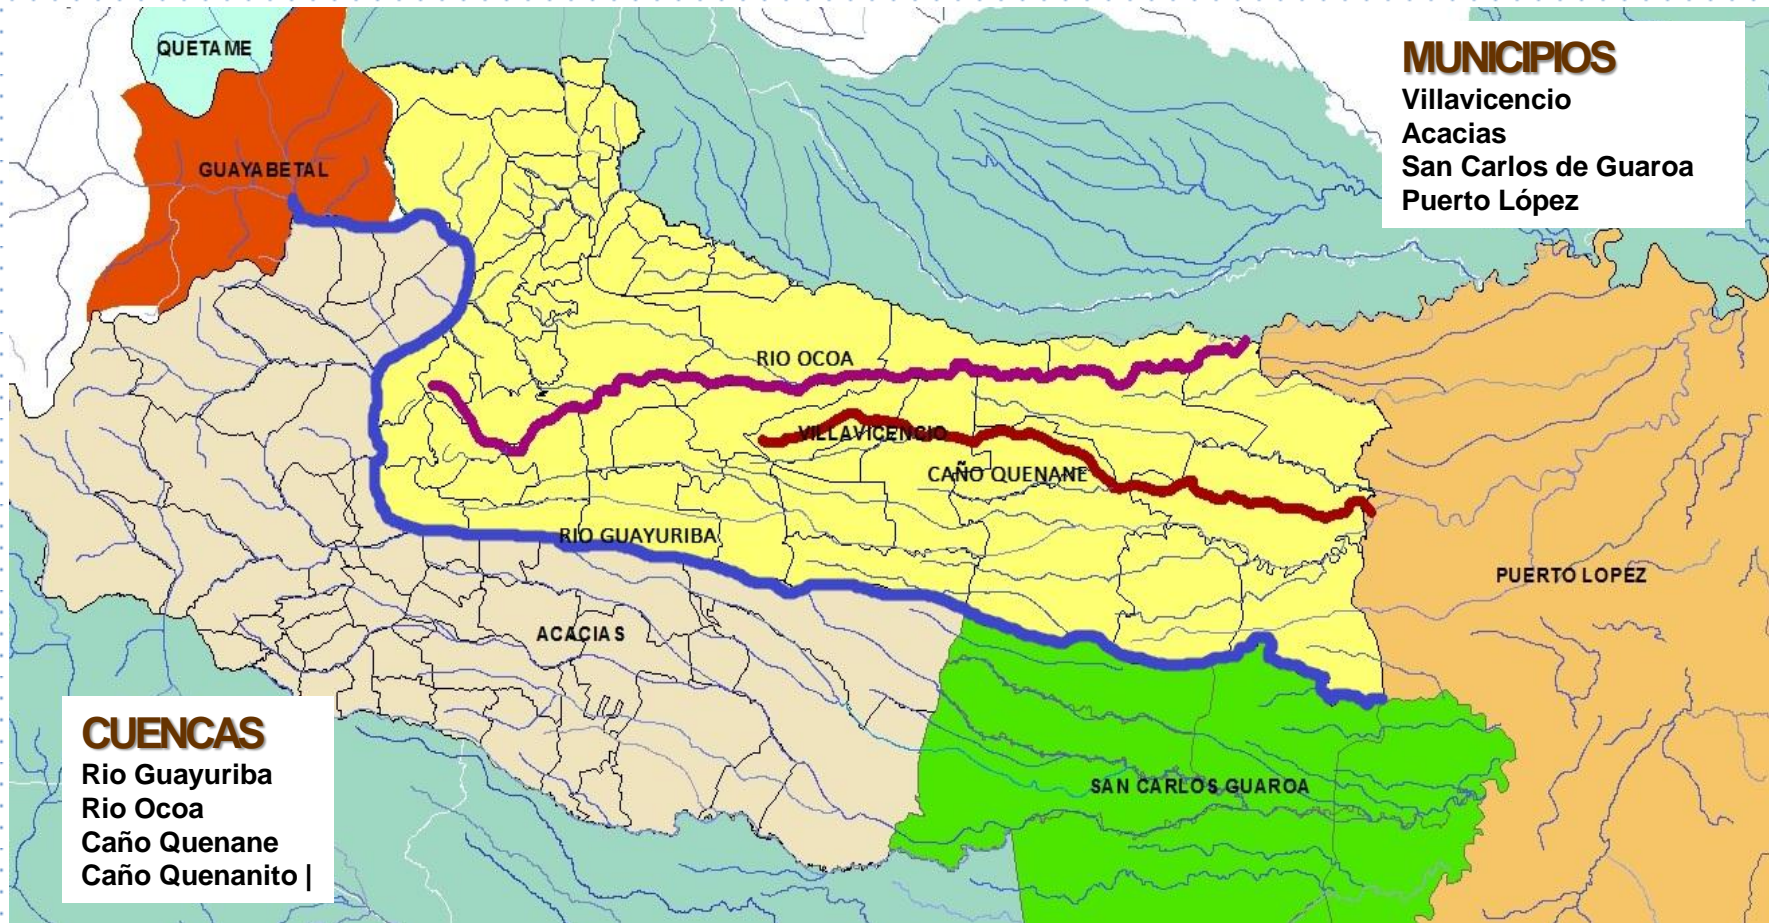 QUETAME
MUNICIPIOS
Villavicencio
Acacias
San Carlos de Guaroa
Puerto López
GUAYABETAL
RIO OCOA
VILLAVICENCIO
CAÑO QUENANE
RIO GUAYURIBA
PUERTO LOPEZ
ACACIAS
CUENCAS
Rio Guayuriba
Rio Ocoa
Caño Quenane
Caño Quenanito |
SAN CARLOS GUAROA